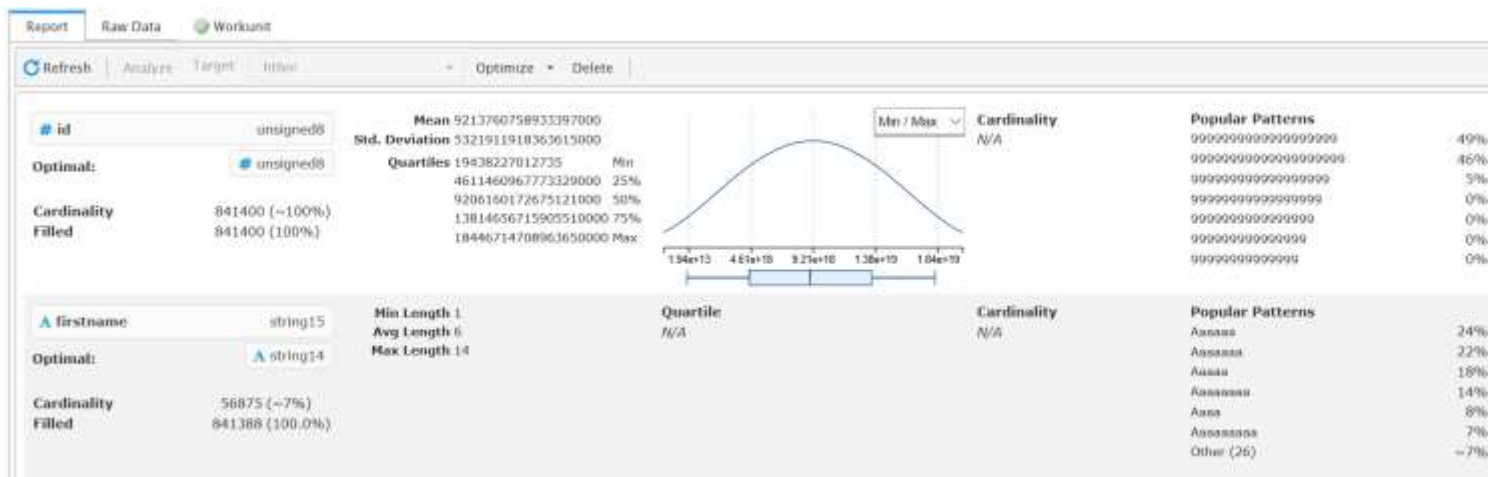 Report Raw Data Workunit
Refresh Analyze Target Optimize Delete
# id unsigned8
Optimal: # unsigned8
Cardinality 841400 (~100%)
Filled 841400 (100%)
Mean 9213760758933397000
Std. Deviation 5321911918363615000
Quartiles 19438227012735 Min
4611460967773329000 25%
9206160172675121000 50%
13814656715905510000 75%
18446714708963650000 Max
Min / Max
1.94e+13 4.61e+18 9.21e+18 1.38e+19 1.84e+19
Cardinality
N/A
Popular Patterns
9999999999999999999 49%
99999999999999999999 46%
999999999999999999 5%
99999999999999999 0%
9999999999999999 0%
999999999999999 0%
99999999999999 0%
A firstname string15
Optimal: A string14
Cardinality 56875 (~7%)
Filled 841388 (100.0%)
Min Length 1
Avg Length 6
Max Length 14
Quartile
N/A
Cardinality
N/A
Popular Patterns
Aaaaaa 24%
Aaaaaaa 22%
Aaaaa 18%
Aaaaaaaa 14%
Aaaa 8%
Aaaaaaaaa 7%
Other (26) ~7%